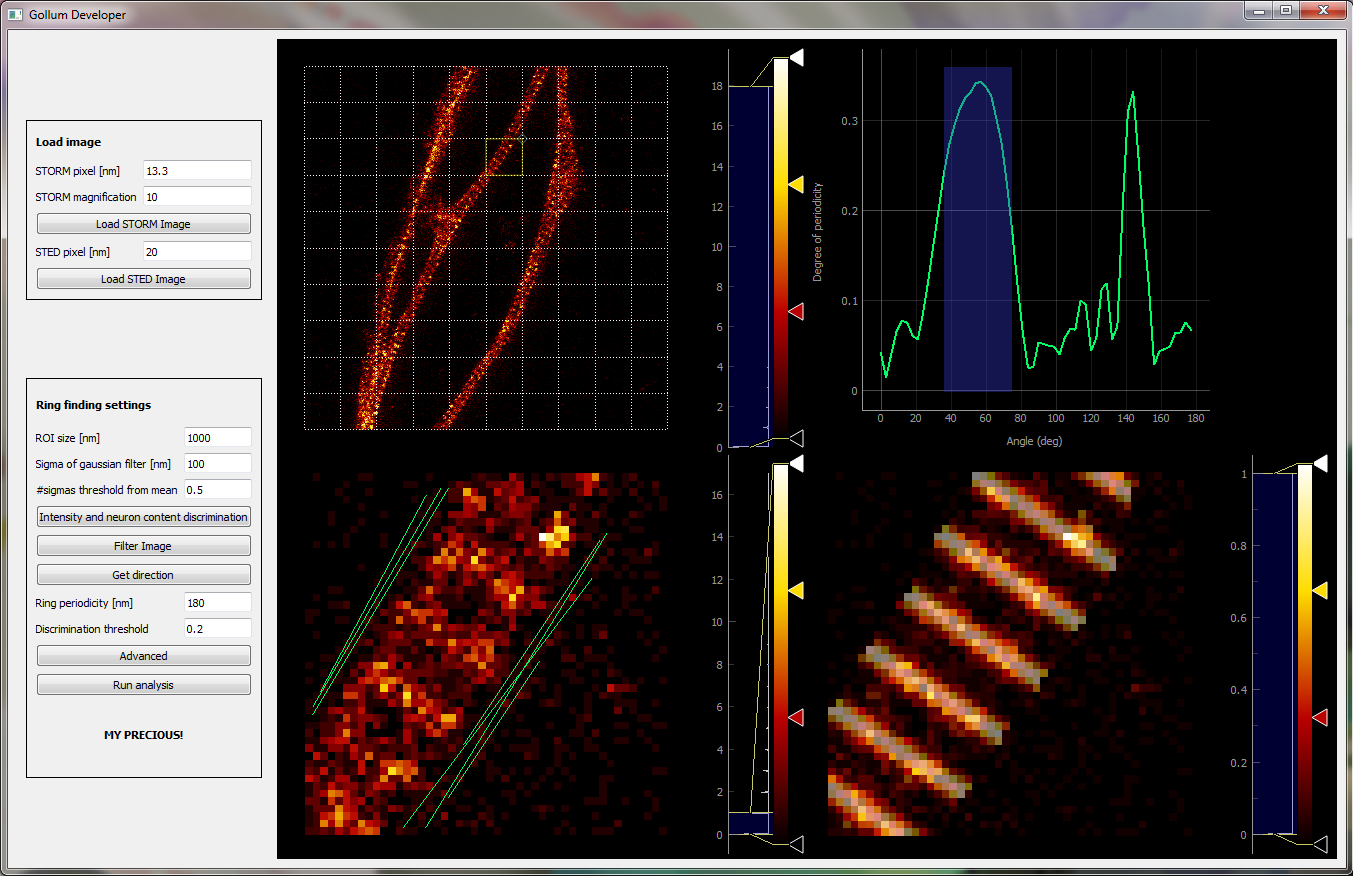 Gollum Developer
Load image
STORM pixel [nm] 13.3
STORM magnification 10
Load STORM Image
STED pixel [nm] 20
Load STED Image
Ring finding settings
ROI size [nm] 1000
Sigma of gaussian filter [nm] 100
#sigmas threshold from mean 0.5
Intensity and neuron content discrimination
Filter Image
Get direction
Ring periodicity [nm] 180
Discrimination threshold 0.2
Advanced
Run analysis
MY PRECIOUS!
18
16
14
12
10
8
6
4
2
0
Degree of periodicity
0.3
0.2
0.1
0
0 20 40 60 80 100 120 140 160 180
Angle (deg)
16
14
12
10
8
6
4
2
0
1
0.8
0.6
0.4
0.2
0